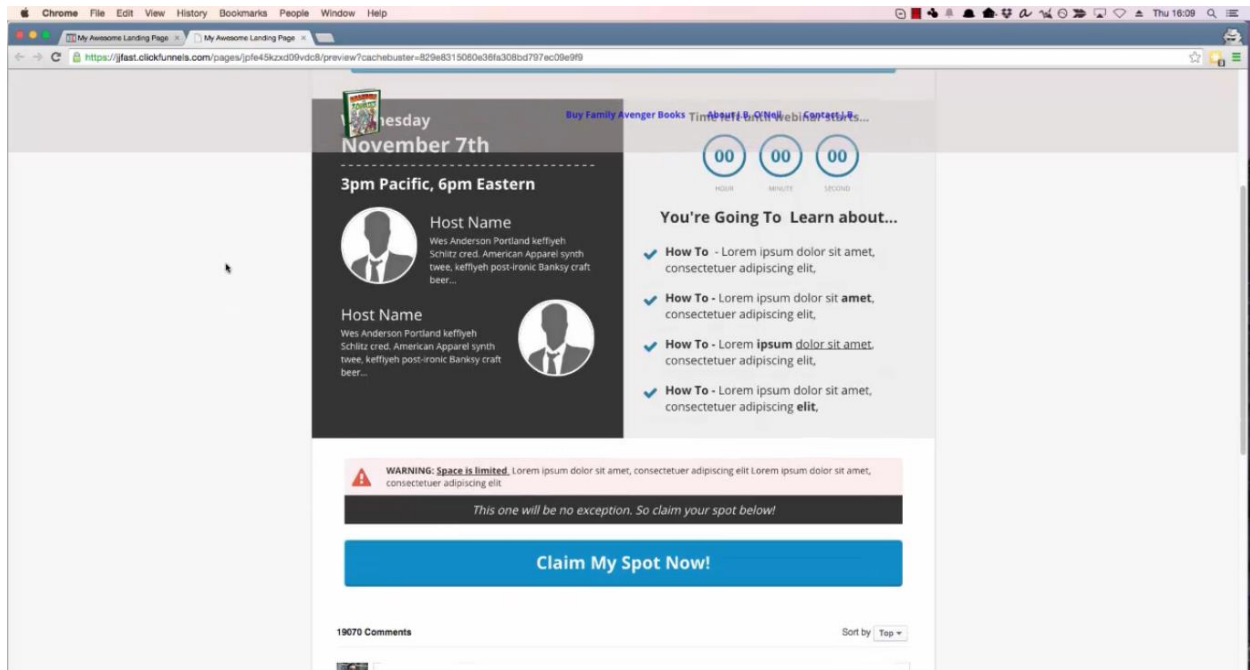 Chrome File Edit View History Bookmarks People Window Help
Thu 16:09
My Awesome Landing Page
My Awesome Landing Page
https://jjfast.clickfunnels.com/pages/jpfe45kzxd09vdc8/preview?cachebuster=829e8315060e36fa308bd797ec09e9f9
Buy Family Avenger Books About J.B. O'Neil Contact J.B.
November 7th
3pm Pacific, 6pm Eastern
Host Name
Wes Anderson Portland keffiyeh
Schlitz cred. American Apparel synth
twee, keffiyeh post-ironic Banksy craft
beer...
Host Name
Wes Anderson Portland keffiyeh
Schlitz cred. American Apparel synth
twee, keffiyeh post-ironic Banksy craft
beer...
00 00 00
HOUR MINUTE SECOND
You're Going To Learn about...
How To - Lorem ipsum dolor sit amet,
consectetuer adipiscing elit,
How To - Lorem ipsum dolor sit amet,
consectetuer adipiscing elit,
How To - Lorem ipsum dolor sit amet,
consectetuer adipiscing elit,
How To - Lorem ipsum dolor sit amet,
consectetuer adipiscing elit,
WARNING: Space is limited. Lorem ipsum dolor sit amet, consectetuer adipiscing elit Lorem ipsum dolor sit amet,
consectetuer adipiscing elit
This one will be no exception. So claim your spot below!
Claim My Spot Now!
19070 Comments
Sort by Top